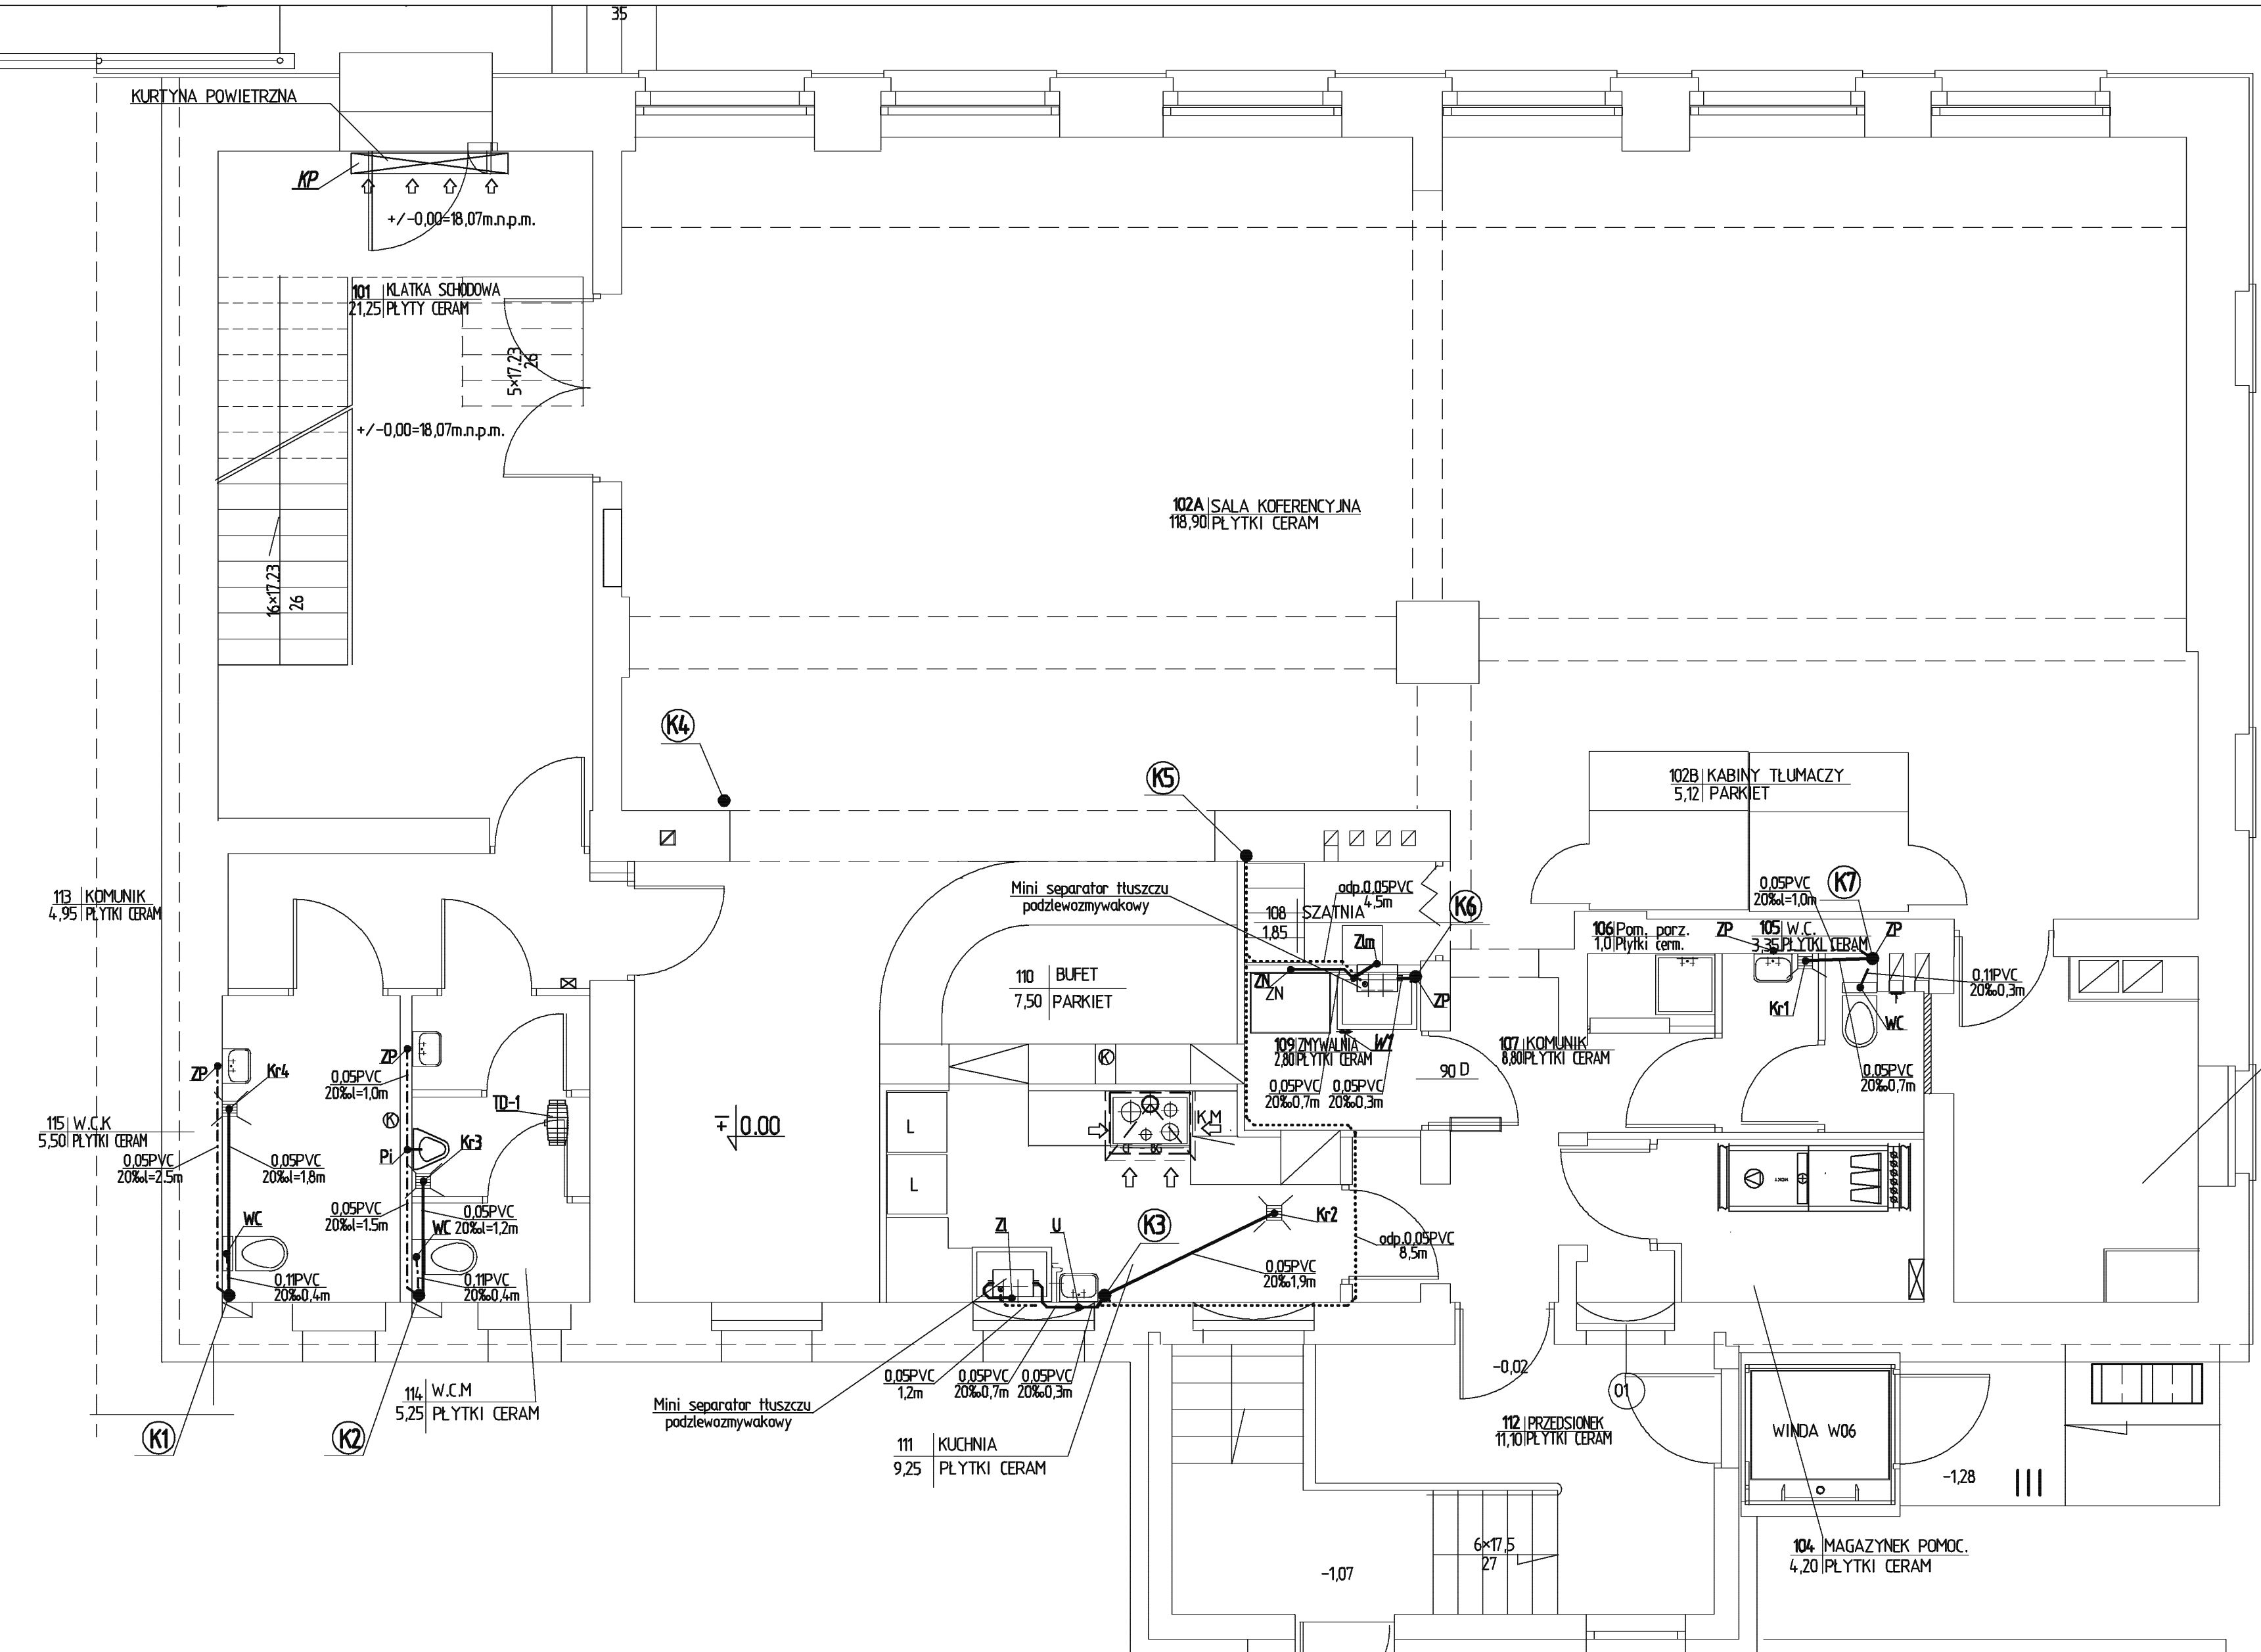 35
KURTYNA POWIETRZNA
KP
+/-0,00=18,07m.n.p.m.
101 KLATKA SCHODOWA
21,25 PŁYTY CERAM
5×17,23
26
+/-0,00=18,07m.n.p.m.
16×17,23
26
102A SALA KOFERENCYJNA
118,90 PŁYTKI CERAM
K4
K5
102B KABINY TŁUMACZY
5,12 PARKIET
113 KOMUNIK
4,95 PŁYTKI CERAM
Mini separator tłuszczu
podzlewozmywakowy
odp.0,05PVC
4,5m
108 SZATNIA
1,85
K6
0,05PVC
20‰l=1,0m
K7
106 Pom. porz.
1,0 Płytki cerm.
ZP
105 W.C.
3,35 PŁYTKI CERAM
ZP
Zlm
ZN
ZN
ZP
110 BUFET
7,50 PARKIET
0,11PVC
20‰0,3m
Kr1
WC
109 ZMYWALNIA
2,80 PŁYTKI CERAM
W1
107 KOMUNIK
8,80 PŁYTKI CERAM
90 D
0,05PVC
20‰0,7m
0,05PVC
20‰0,3m
0,05PVC
20‰0,7m
ZP
Kr4
ZP
0,05PVC
20‰l=1,0m
TD-1
K
K
115 W.C.K
5,50 PŁYTKI CERAM
0,05PVC
20‰l=2.5m
0,05PVC
20‰l=1,8m
Pi
Kr3
0,05PVC
20‰l=1.5m
0,05PVC
20‰l=1,2m
WC
WC
0,11PVC
20‰0,4m
0,11PVC
20‰0,4m
+/- 0.00
L
L
K.M
Zl
U
K3
Kr2
odp.0,05PVC
8,5m
0,05PVC
20‰1,9m
0,05PVC
1,2m
0,05PVC
20‰0,7m
0,05PVC
20‰0,3m
Mini separator tłuszczu
podzlewozmywakowy
111 KUCHNIA
9,25 PŁYTKI CERAM
114 W.C.M
5,25 PŁYTKI CERAM
K1
K2
-0,02
01
112 PRZEDSIONEK
11,10 PŁYTKI CERAM
WINDA W06
-1,28
6×17,5
27
-1,07
104 MAGAZYNEK POMOC.
4,20 PŁYTKI CERAM